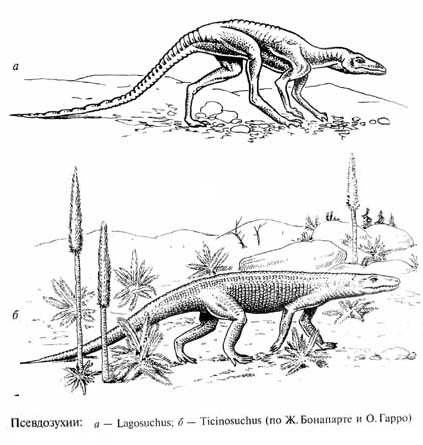 а
б
Псевдозухии: а — Lagosuchus; б — Ticinosuchus (по Ж. Бонапарте и О. Гарро)